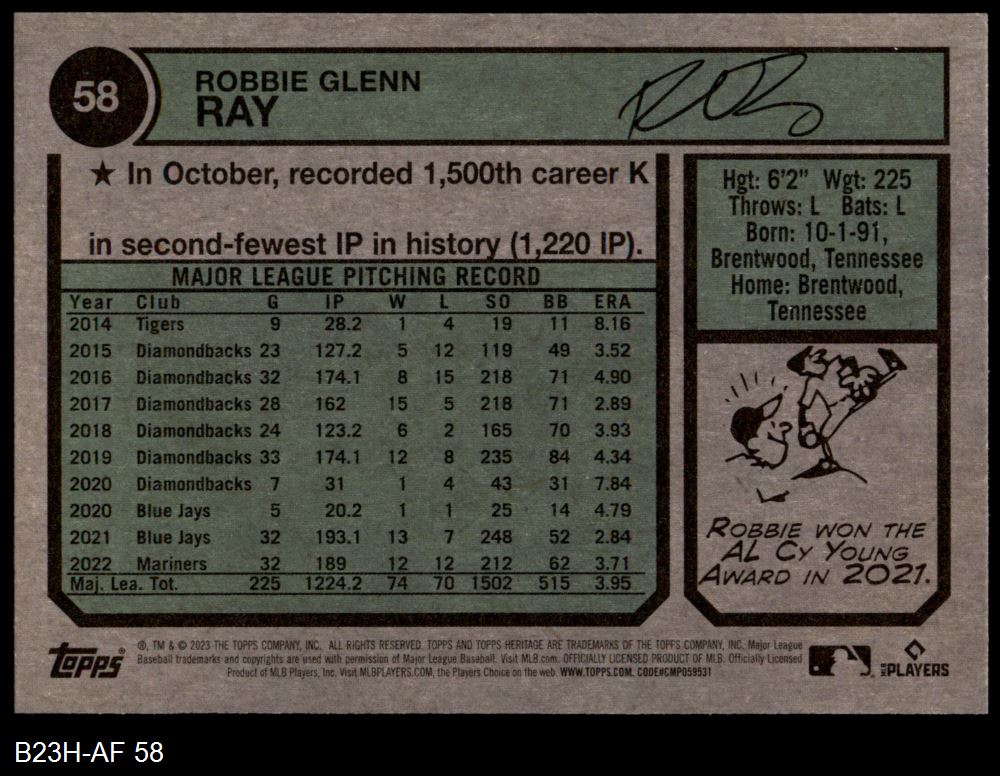 58
ROBBIE GLENN
RAY
★ In October, recorded 1,500th career K
in second-fewest IP in history (1,220 IP).
MAJOR LEAGUE PITCHING RECORD
Year Club G IP W L SO BB ERA
2014 Tigers 9 28.2 1 4 19 11 8.16
2015 Diamondbacks 23 127.2 5 12 119 49 3.52
2016 Diamondbacks 32 174.1 8 15 218 71 4.90
2017 Diamondbacks 28 162 15 5 218 71 2.89
2018 Diamondbacks 24 123.2 6 2 165 70 3.93
2019 Diamondbacks 33 174.1 12 8 235 84 4.34
2020 Diamondbacks 7 31 1 4 43 31 7.84
2020 Blue Jays 5 20.2 1 1 25 14 4.79
2021 Blue Jays 32 193.1 13 7 248 52 2.84
2022 Mariners 32 189 12 12 212 62 3.71
Maj. Lea. Tot. 225 1224.2 74 70 1502 515 3.95
Hgt: 6'2" Wgt: 225
Throws: L Bats: L
Born: 10-1-91,
Brentwood, Tennessee
Home: Brentwood,
Tennessee
ROBBIE WON THE
AL CY YOUNG
AWARD IN 2021.
TOPPS®
®, TM & © 2023 THE TOPPS COMPANY, INC. ALL RIGHTS RESERVED. TOPPS AND TOPPS HERITAGE ARE TRADEMARKS OF THE TOPPS COMPANY, INC. Major League
Baseball trademarks and copyrights are used with permission of Major League Baseball. Visit MLB.com. OFFICIALLY LICENSED PRODUCT OF MLB. Officially Licensed
Product of MLB Players, Inc. Visit MLBPLAYERS.COM, the Players Choice on the web. WWW.TOPPS.COM. CODE#CMP059531
MLB PLAYERS
B23H-AF 58